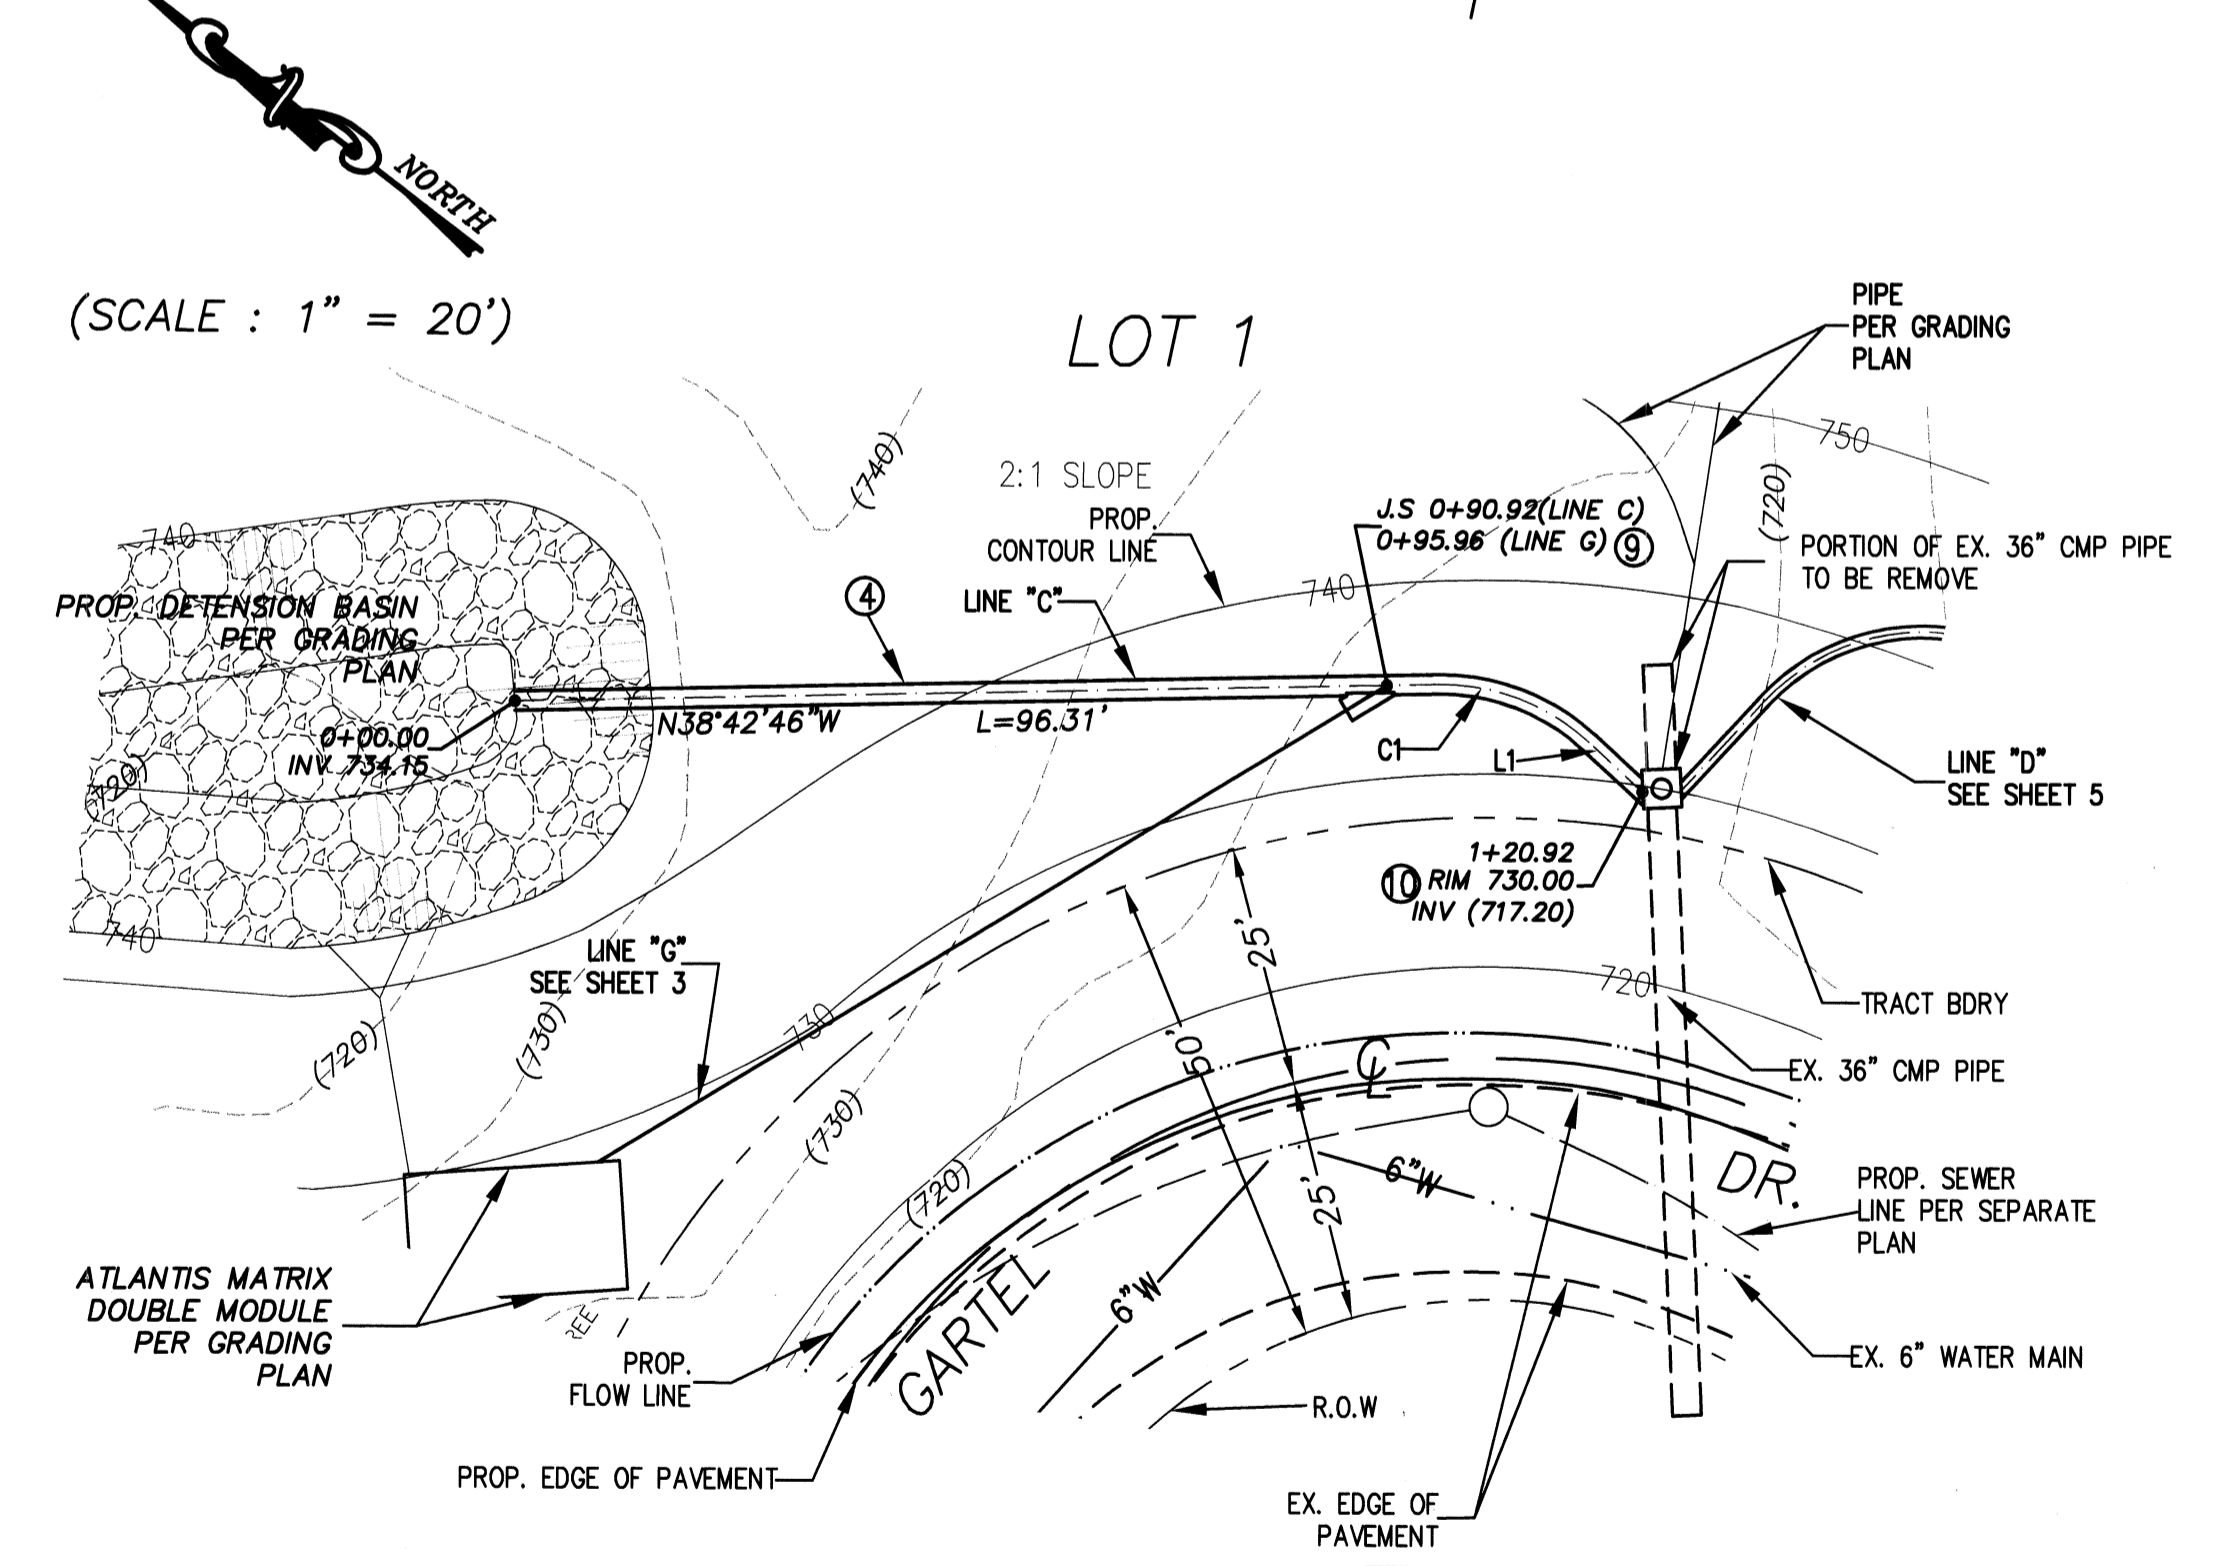 NORTH
(SCALE : 1" = 20')
LOT 1
PIPE
PER GRADING
PLAN
750
(740)
2:1 SLOPE
(720)
PROP.
CONTOUR LINE
J.S 0+90.92(LINE C)
0+95.96 (LINE G) 9
PORTION OF EX. 36" CMP PIPE
TO BE REMOVE
740
740
4
LINE "C"
PROP. DETENSION BASIN
PER GRADING
PLAN
N38°42'46"W
L=96.31'
0+00.00
INV 734.15
C1
L1
LINE "D"
SEE SHEET 5
1+20.92
10 RIM 730.00
INV (717.20)
740
LINE "G"
SEE SHEET 3
25'
720
TRACT BDRY
730
(720)
(730)
50'
℄
EX. 36" CMP PIPE
(730)
(720)
6"W
25'
DR.
PROP. SEWER
LINE PER SEPARATE
PLAN
ATLANTIS MATRIX
DOUBLE MODULE
PER GRADING
PLAN
6"W
GARTEL
PROP.
FLOW LINE
EX. 6" WATER MAIN
R.O.W
PROP. EDGE OF PAVEMENT
EX. EDGE OF
PAVEMENT